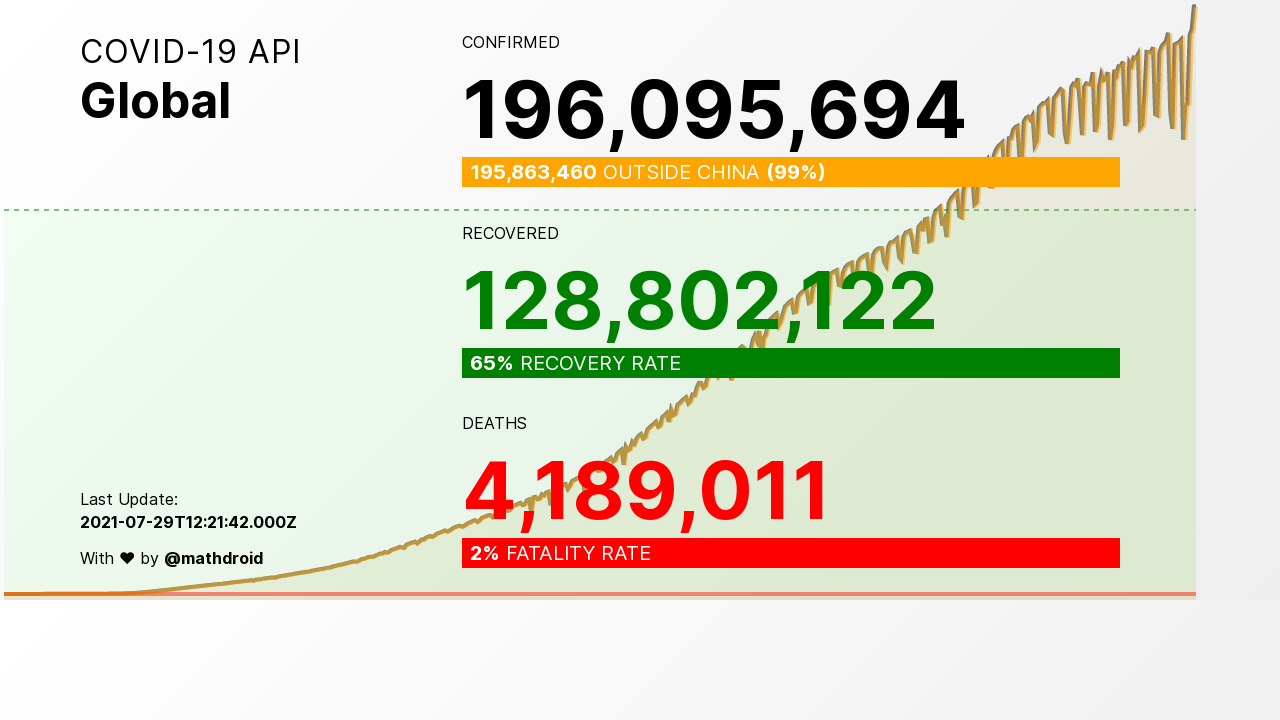 COVID-19 API
Global
CONFIRMED
196,095,694
195,863,460 OUTSIDE CHINA (99%)
RECOVERED
128,802,122
65% RECOVERY RATE
DEATHS
4,189,011
2% FATALITY RATE
Last Update:
2021-07-29T12:21:42.000Z
With ♥ by @mathdroid